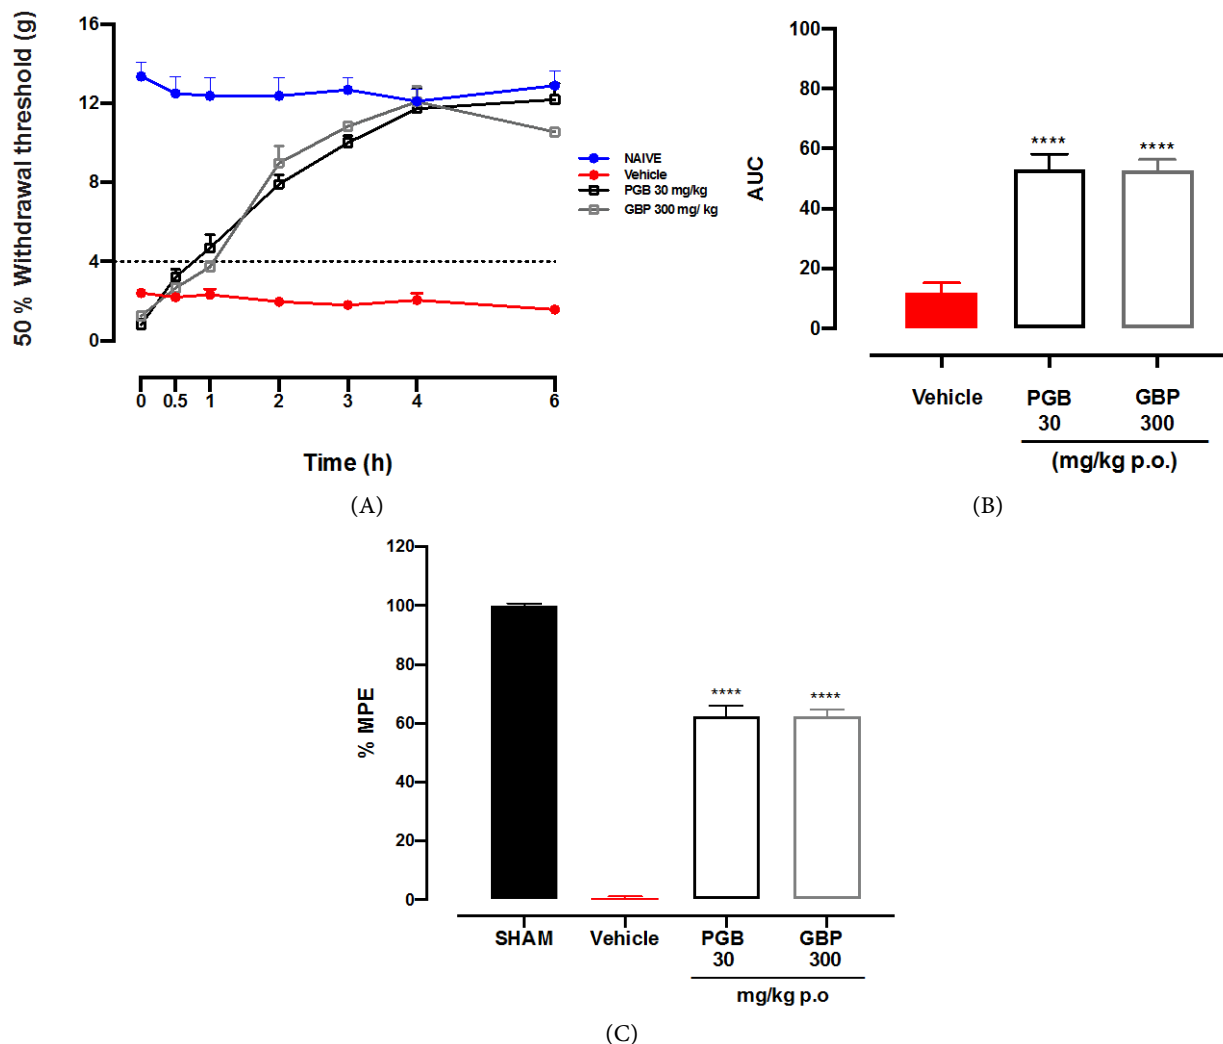 50 % Withdrawal threshold (g)
16
12
8
4
0
0 0.5 1 2 3 4 6
Time (h)
NAIVE
Vehicle
PGB 30 mg/kg
GBP 300 mg/ kg
(A)
AUC
100
80
60
40
20
0
**** ****
Vehicle PGB GBP
30 300
(mg/kg p.o.)
(B)
% MPE
120
100
80
60
40
20
0
**** ****
SHAM Vehicle PGB GBP
30 300
mg/kg p.o
(C)